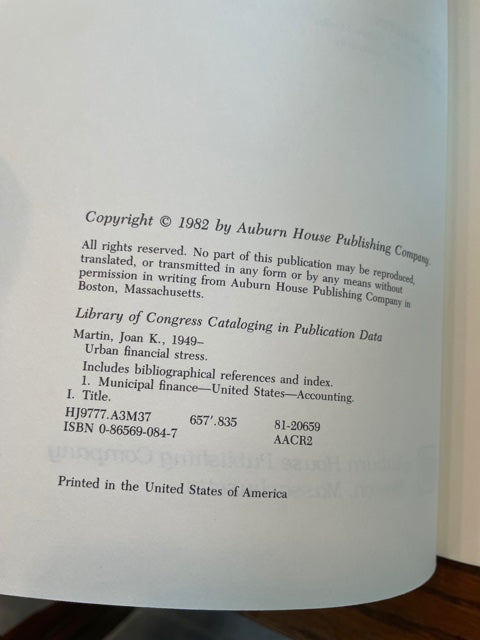 Copyright © 1982 by Auburn House Publishing Company.
All rights reserved. No part of this publication may be reproduced,
translated, or transmitted in any form or by any means without
permission in writing from Auburn House Publishing Company in
Boston, Massachusetts.
Library of Congress Cataloging in Publication Data
Martin, Joan K., 1949–
Urban financial stress.
Includes bibliographical references and index.
1. Municipal finance—United States—Accounting.
I. Title.
HJ9777.A3M37 657′.835 81-20659
ISBN 0-86569-084-7 AACR2
Printed in the United States of America